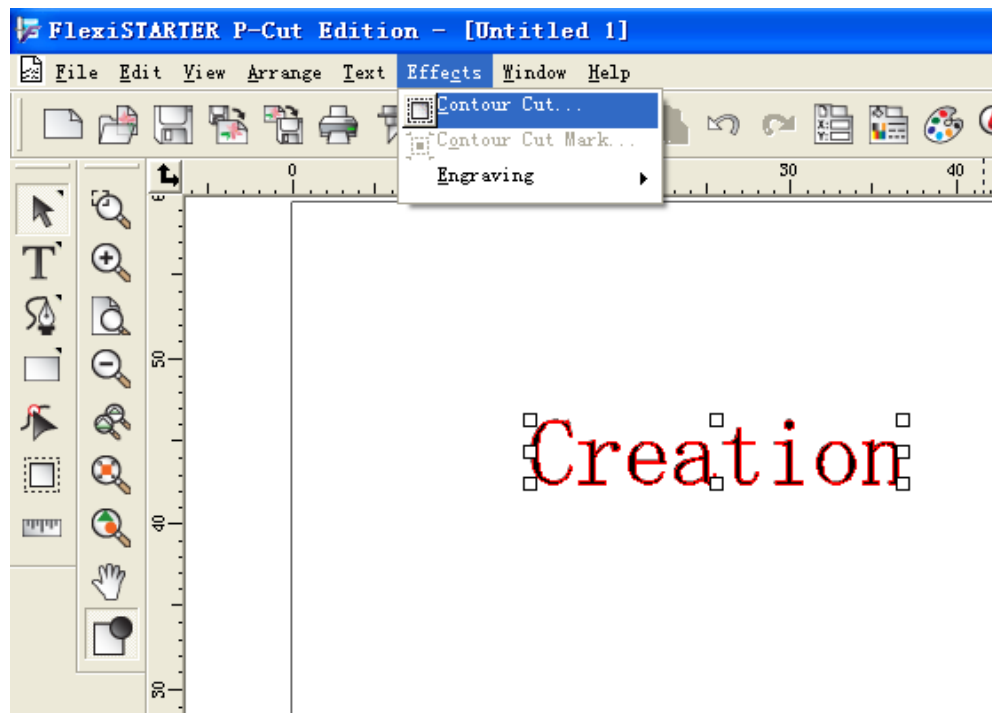 FlexiSTARTER P-Cut Edition - [Untitled 1]
File Edit View Arrange Text Effects Window Help
Contour Cut...
Contour Cut Mark...
Engraving
X:
Y:
0 30 40
T
50
40
30
Creation